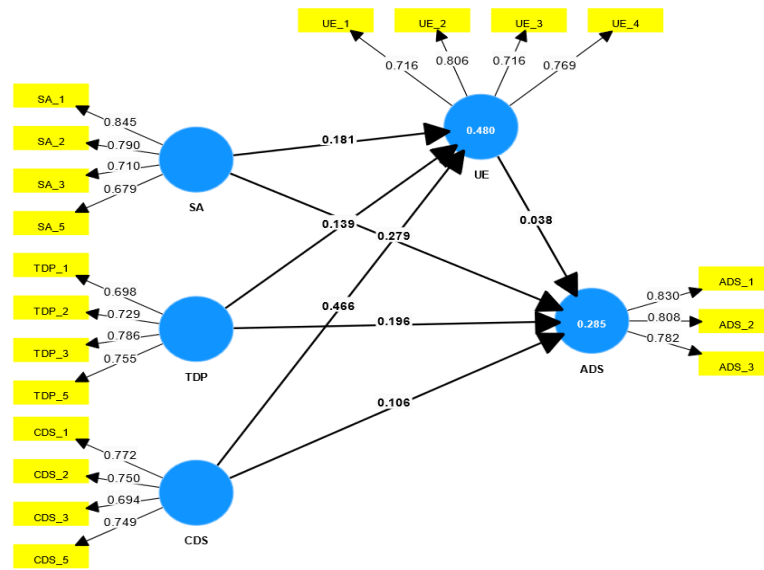 UE_1
UE_2
UE_3
UE_4
0.716
0.806
0.716
0.769
0.480
UE
SA_1
SA_2
SA_3
SA_5
0.845
0.790
0.710
0.679
SA
0.181
0.139
0.279
0.038
0.466
0.196
0.106
TDP_1
TDP_2
TDP_3
TDP_5
0.698
0.729
0.786
0.755
TDP
0.285
ADS
0.830
0.808
0.782
ADS_1
ADS_2
ADS_3
CDS_1
CDS_2
CDS_3
CDS_5
0.772
0.750
0.694
0.749
CDS